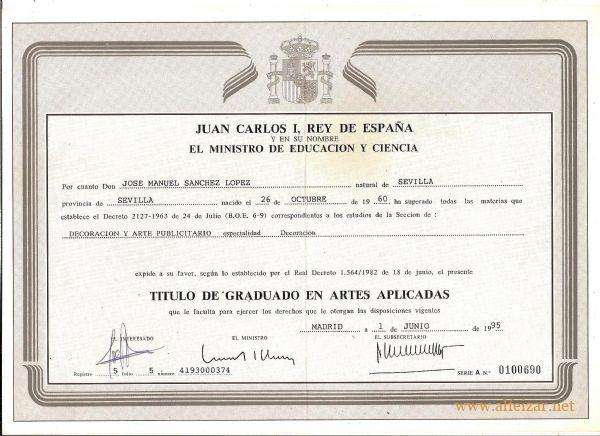 JUAN CARLOS I, REY DE ESPAÑA
Y EN SU NOMBRE
EL MINISTRO DE EDUCACION Y CIENCIA
Por cuanto Don JOSE MANUEL SANCHEZ LOPEZ natural de SEVILLA
provincia de SEVILLA nacido el 26 de OCTUBRE de 1960 ha superado todas las materias que
establece el Decreto 2127-1963 de 24 de Julio (B.O.E. 6-9) correspondientes a los estudios de la Seccion de:
DECORACION Y ARTE PUBLICITARIO especialidad Decoración
expide a su favor, según lo establecido por el Real Decreto 1.564/1982 de 18 de junio, el presente
TITULO DE GRADUADO EN ARTES APLICADAS
que le faculta para ejercer los derechos que le otorgan las disposiciones vigentes
MADRID a 1 de JUNIO de 1995
EL INTERESADO EL MINISTRO EL SUBSECRETARIO
Registro 5 folio 5 número 4193000374
SERIE A N.º 0100690
www.alfeizar.net